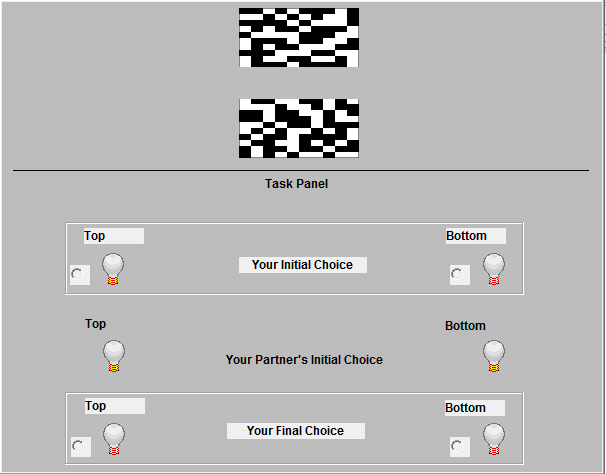 Task Panel
Top
Bottom
Your Initial Choice
Top
Bottom
Your Partner's Initial Choice
Top
Bottom
Your Final Choice